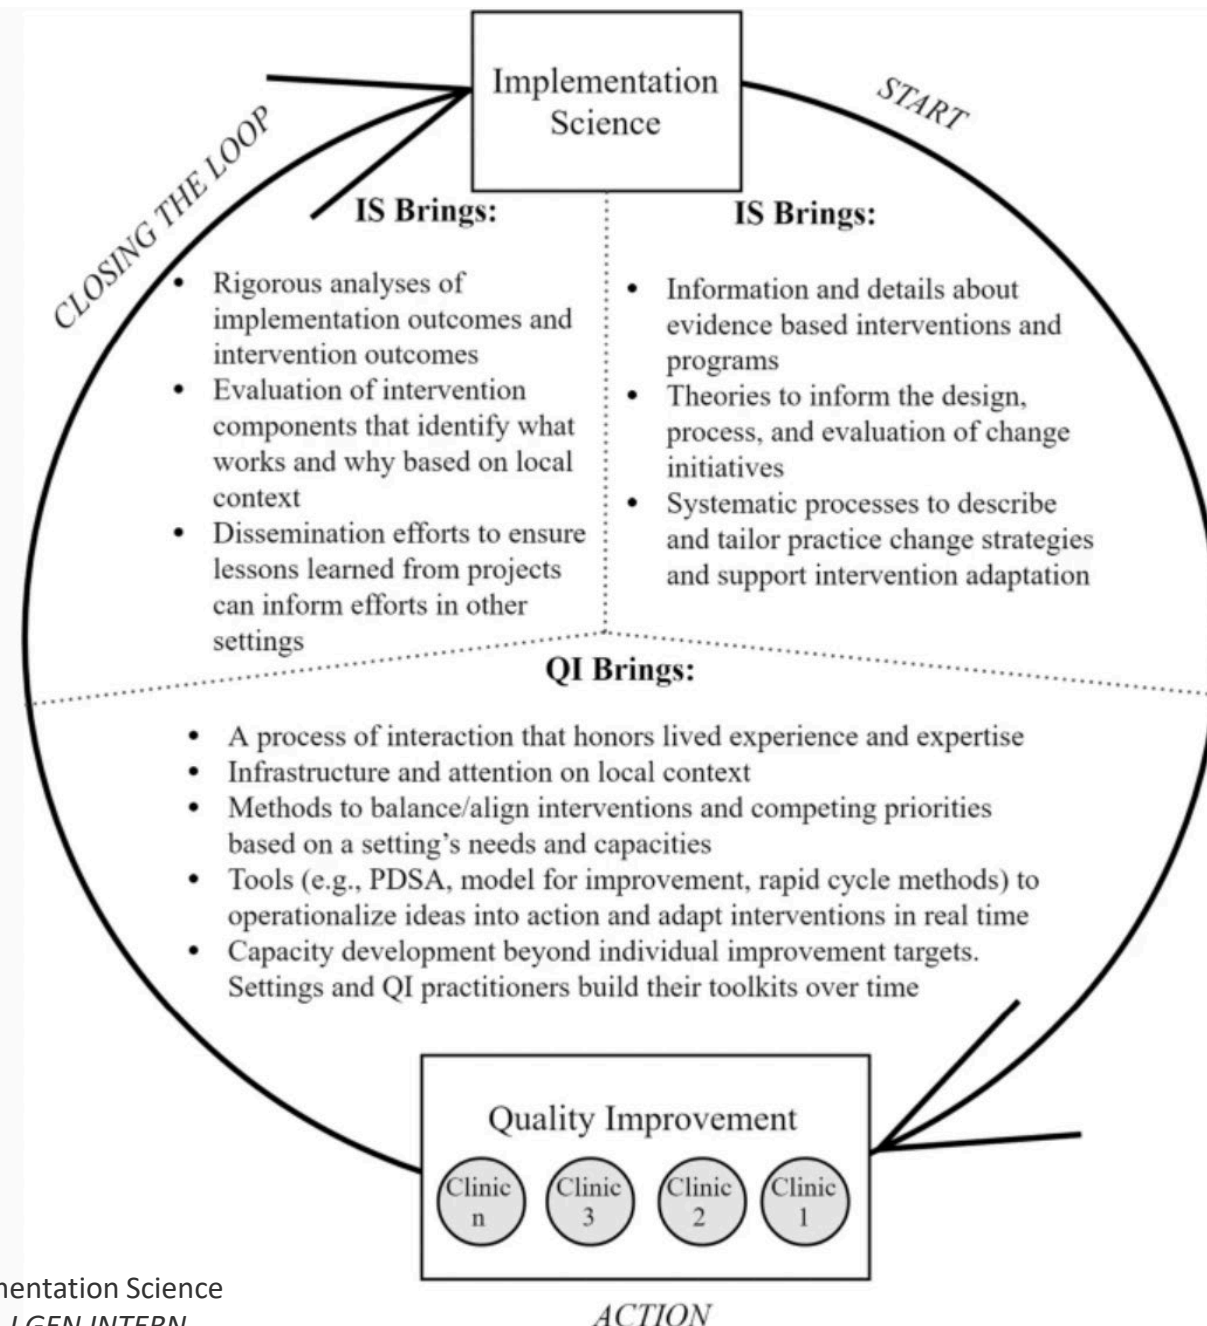 Implementation
Science
START
CLOSING THE LOOP
IS Brings:
• Rigorous analyses of
implementation outcomes and
intervention outcomes
• Evaluation of intervention
components that identify what
works and why based on local
context
• Dissemination efforts to ensure
lessons learned from projects
can inform efforts in other
settings
IS Brings:
• Information and details about
evidence based interventions and
programs
• Theories to inform the design,
process, and evaluation of change
initiatives
• Systematic processes to describe
and tailor practice change strategies
and support intervention adaptation
QI Brings:
• A process of interaction that honors lived experience and expertise
• Infrastructure and attention on local context
• Methods to balance/align interventions and competing priorities
based on a setting's needs and capacities
• Tools (e.g., PDSA, model for improvement, rapid cycle methods) to
operationalize ideas into action and adapt interventions in real time
• Capacity development beyond individual improvement targets.
Settings and QI practitioners build their toolkits over time
Quality Improvement
Clinic
n
Clinic
3
Clinic
2
Clinic
1
ACTION
mentation Science
J GEN INTERN